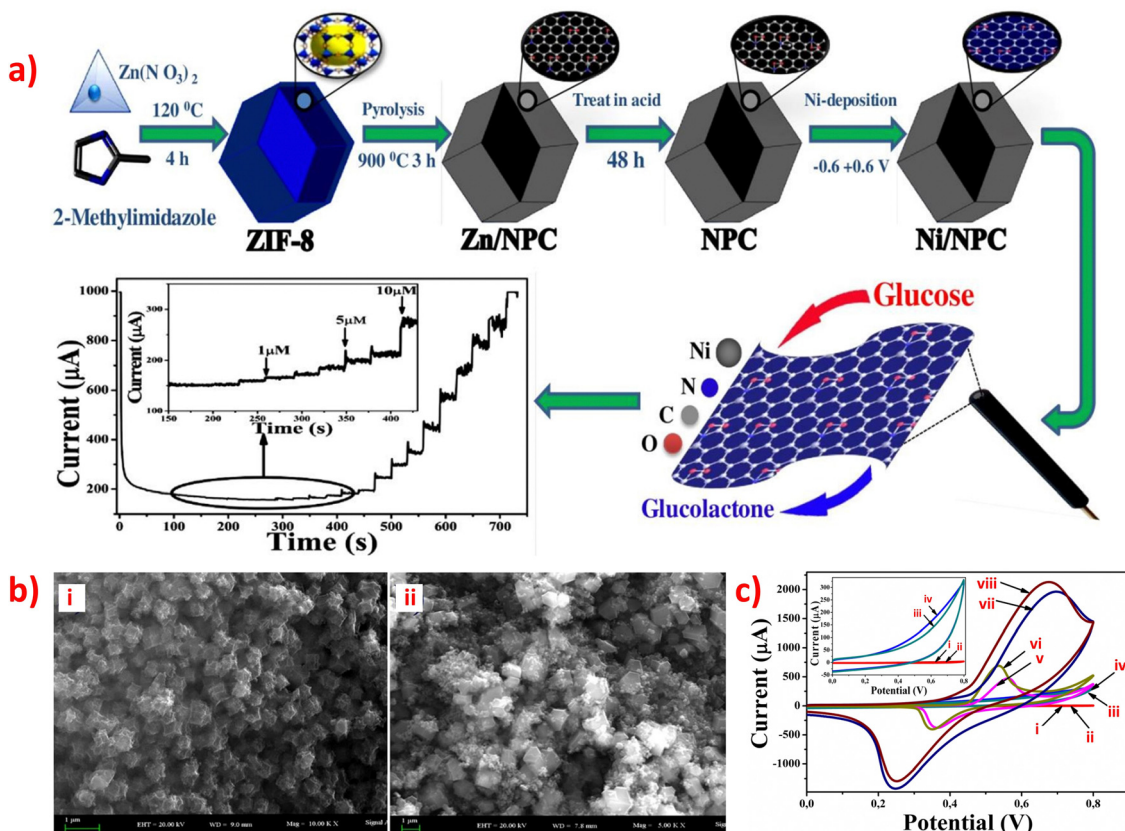 a)
Zn(N O3)2
120 ⁰C
4 h
2-Methylimidazole
ZIF-8
Pyrolysis
900 ⁰C 3 h
Zn/NPC
Treat in acid
48 h
NPC
Ni-deposition
-0.6 +0.6 V
Ni/NPC
Current (µA)
1000
800
600
400
200
0 100 200 300 400 500 600 700
Time (s)
Current (µA)
300
200
100
150 200 250 300 350 400
Time (s)
1µM
5µM
10µM
Glucose
Ni
N
C
O
Glucolactone
b)
i
1 µm
EHT = 20.00 kV
WD = 9.0 mm
Mag = 10.00 K X
Signal A
ii
1 µm
EHT = 20.00 kV
WD = 7.8 mm
Mag = 5.00 K X
Signal
c)
Current (µA)
2000
1500
1000
500
0
-500
-1000
0,0 0,2 0,4 0,6 0,8
Potential (V)
viii
vii
vi
v
iv
iii
i
ii
Current (µA)
300
250
200
150
100
50
0
-50
0,0 0,2 0,4 0,6 0,8
Potential (V)
iv
iii
i
ii